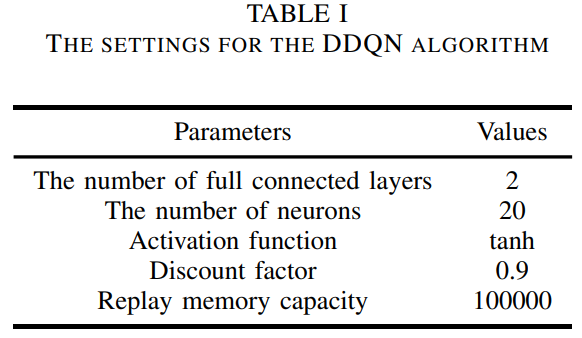 TABLE I
THE SETTINGS FOR THE DDQN ALGORITHM
Parameters Values
The number of full connected layers 2
The number of neurons 20
Activation function tanh
Discount factor 0.9
Replay memory capacity 100000